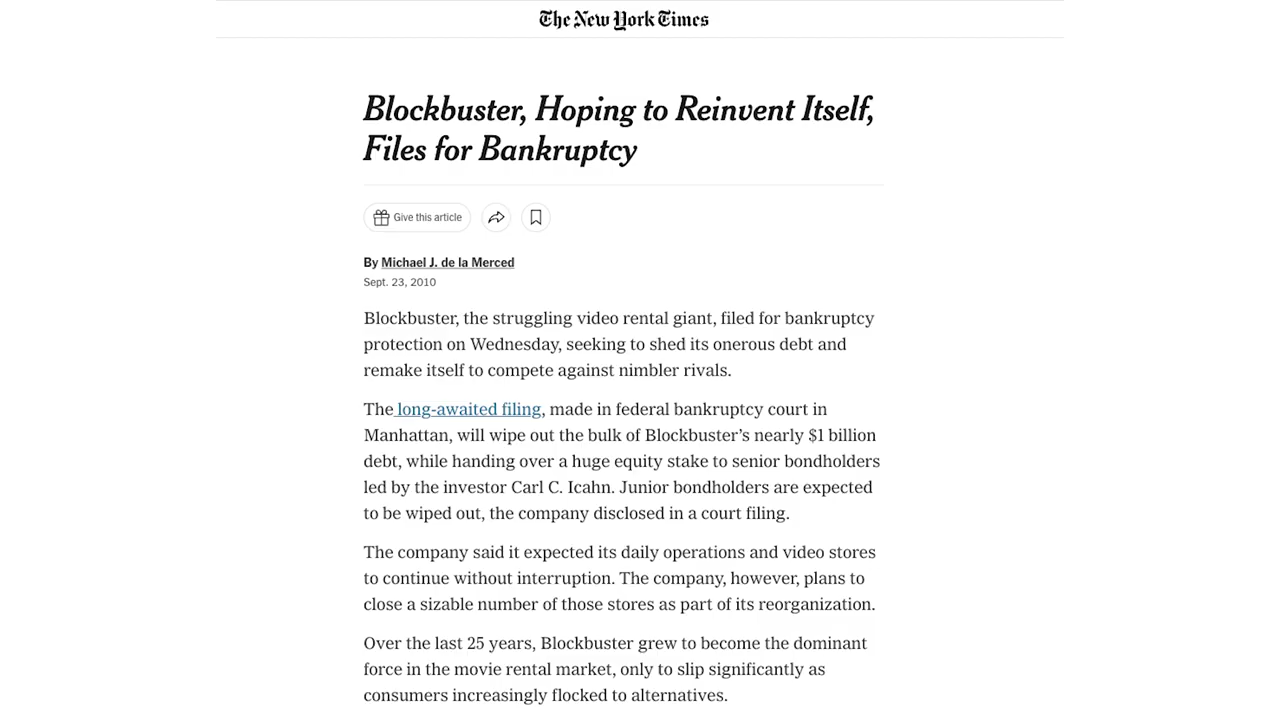 The New York Times
Blockbuster, Hoping to Reinvent Itself,
Files for Bankruptcy
Give this article
By Michael J. de la Merced
Sept. 23, 2010
Blockbuster, the struggling video rental giant, filed for bankruptcy
protection on Wednesday, seeking to shed its onerous debt and
remake itself to compete against nimbler rivals.
The long-awaited filing, made in federal bankruptcy court in
Manhattan, will wipe out the bulk of Blockbuster’s nearly $1 billion
debt, while handing over a huge equity stake to senior bondholders
led by the investor Carl C. Icahn. Junior bondholders are expected
to be wiped out, the company disclosed in a court filing.
The company said it expected its daily operations and video stores
to continue without interruption. The company, however, plans to
close a sizable number of those stores as part of its reorganization.
Over the last 25 years, Blockbuster grew to become the dominant
force in the movie rental market, only to slip significantly as
consumers increasingly flocked to alternatives.